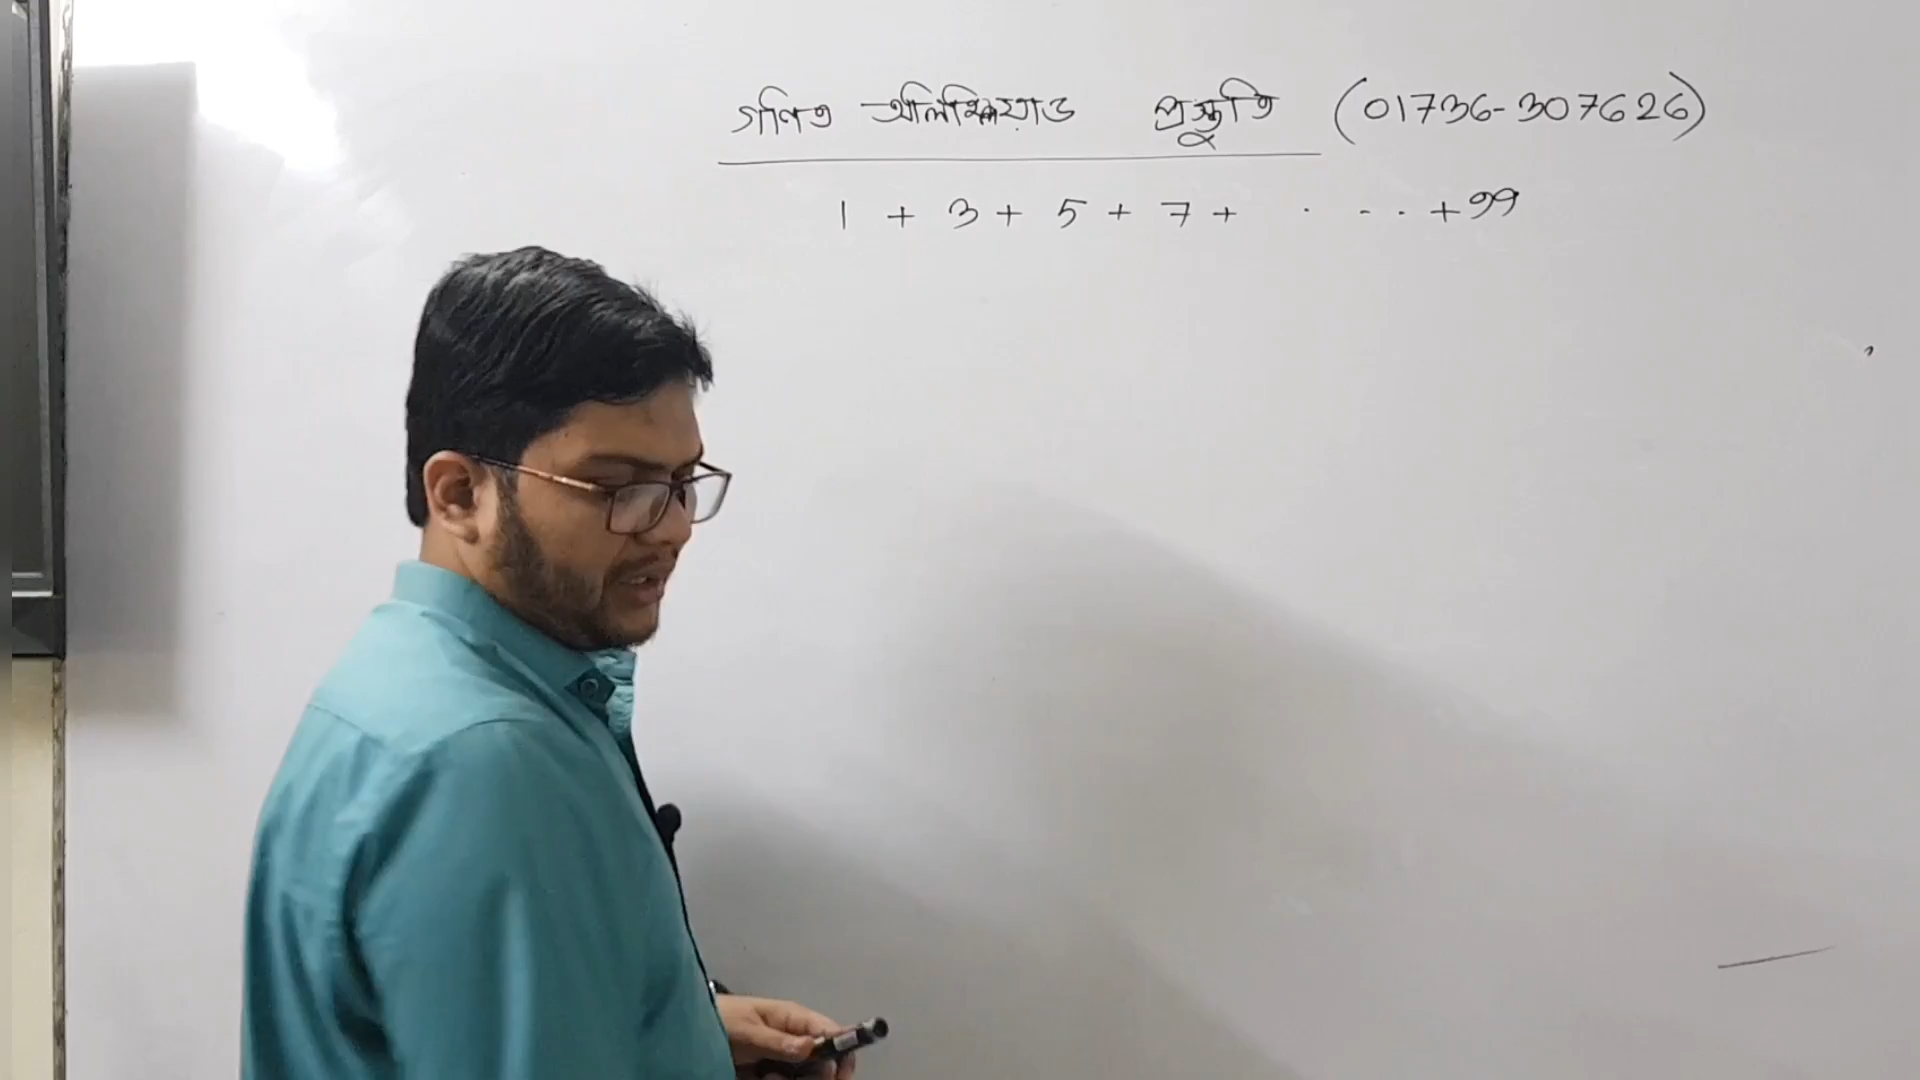 গণিত অলিম্পিয়াড প্রস্তুতি (01736-307626)
1 + 3 + 5 + 7 + . . . . + 99